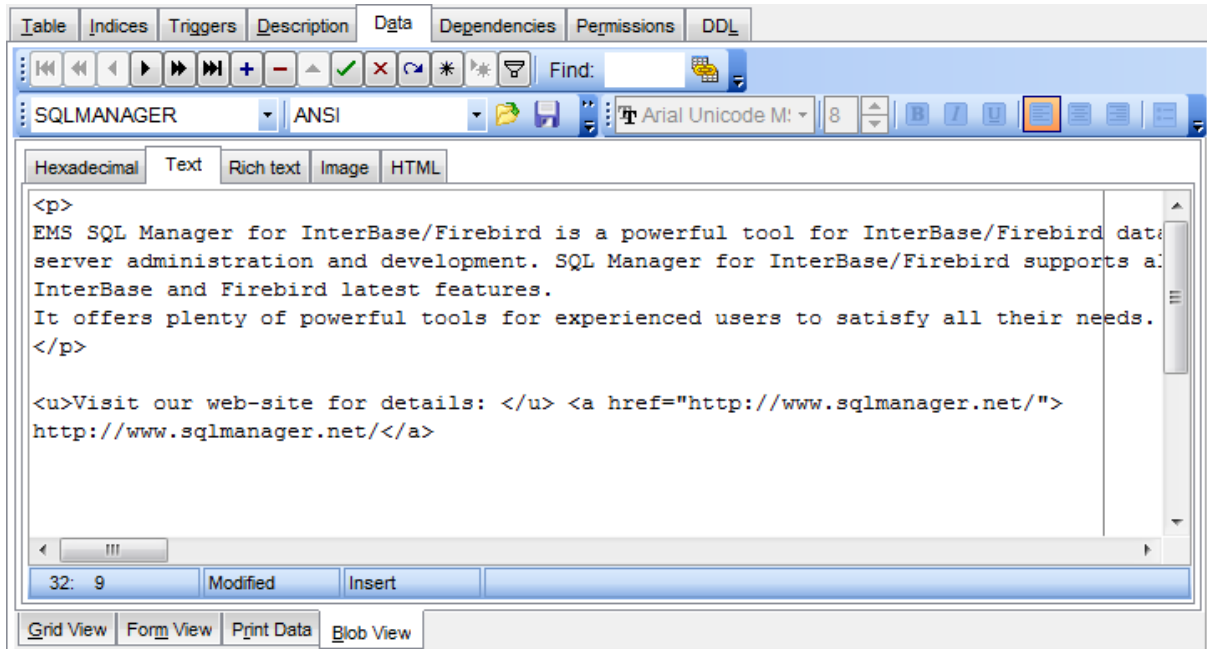 Table Indices Triggers Description Data Dependencies Permissions DDL
Find:
SQLMANAGER ANSI Arial Unicode 8 B I U
Hexadecimal Text Rich text Image HTML
<p>
EMS SQL Manager for InterBase/Firebird is a powerful tool for InterBase/Firebird
server administration and development. SQL Manager for InterBase/Firebird supports
InterBase and Firebird latest features.
It offers plenty of powerful tools for experienced users to satisfy all their needs.
</p>
<u>Visit our web-site for details: </u> <a href="http://www.sqlmanager.net/">
http://www.sqlmanager.net/</a>
32: 9 Modified Insert
Grid View Form View Print Data Blob View